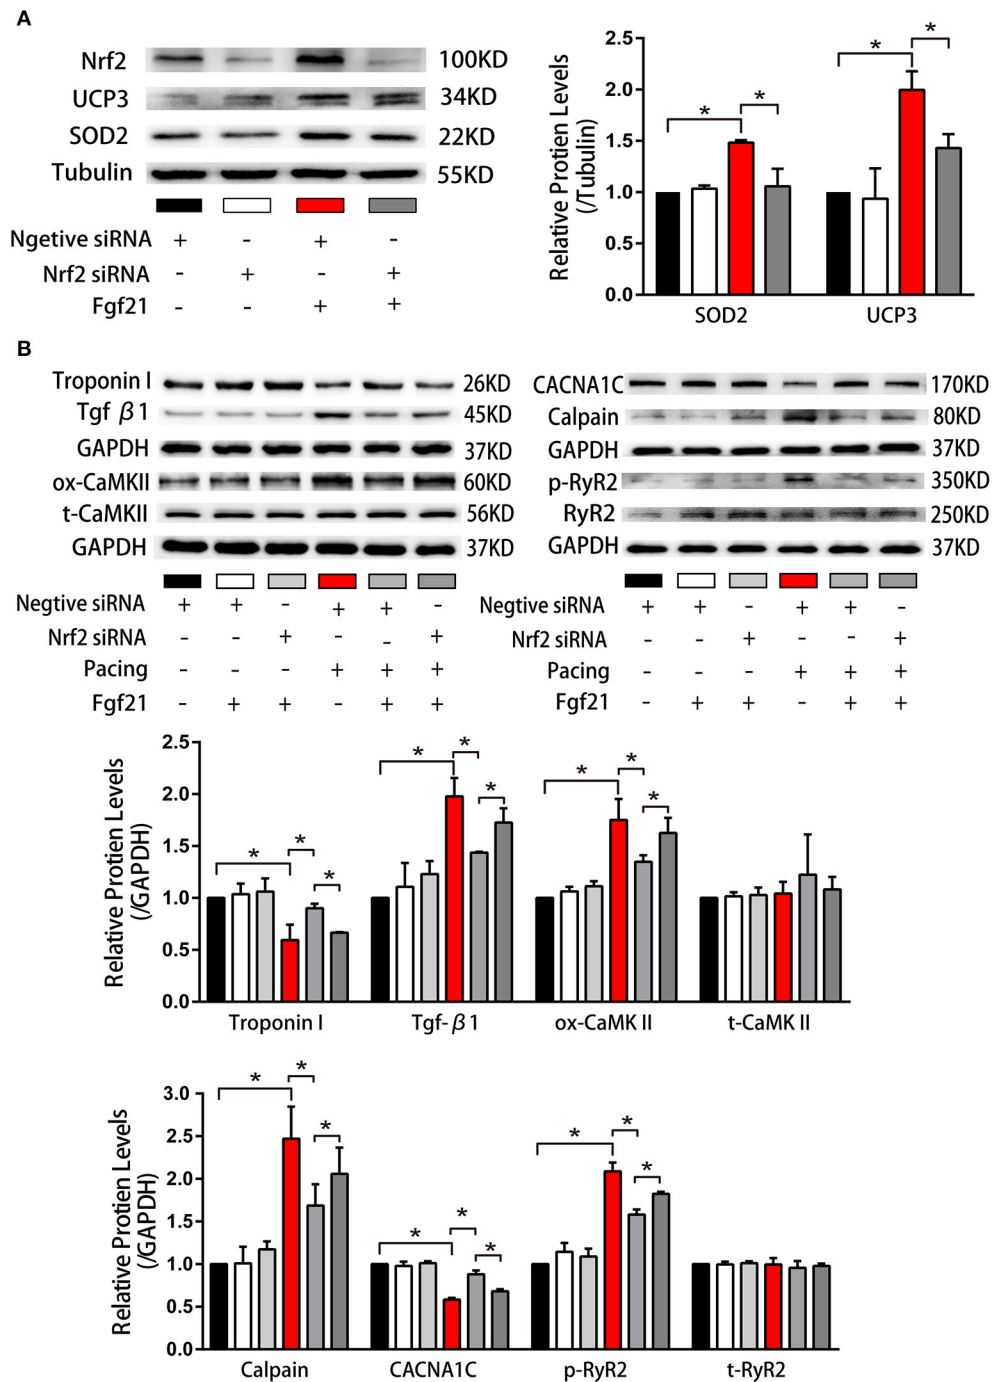 A
Nrf2 100KD
UCP3 34KD
SOD2 22KD
Tubulin 55KD
Ngetive siRNA + - + -
Nrf2 siRNA - + - +
Fgf21 - - + +
Relative Protien Levels
(/Tubulin)
2.5
2.0
1.5
1.0
0.5
0.0
* * * *
SOD2 UCP3
B
Troponin I 26KD
Tgf β1 45KD
GAPDH 37KD
ox-CaMKII 60KD
t-CaMKII 56KD
GAPDH 37KD
Negtive siRNA + + - + + -
Nrf2 siRNA - - + - - +
Pacing - - - + + +
Fgf21 - + + - + +
CACNA1C 170KD
Calpain 80KD
GAPDH 37KD
p-RyR2 350KD
RyR2 250KD
GAPDH 37KD
Negtive siRNA + + - + + -
Nrf2 siRNA - - + - - +
Pacing - - - + + +
Fgf21 - + + - + +
Relative Protien Levels
(/GAPDH)
2.5
2.0
1.5
1.0
0.5
0.0
* * * * * * * * *
Troponin I Tgf-β1 ox-CaMK II t-CaMK II
Relative Protien Levels
(/GAPDH)
3.0
2.5
2.0
1.5
1.0
0.5
0.0
* * * * * * * * *
Calpain CACNA1C p-RyR2 t-RyR2